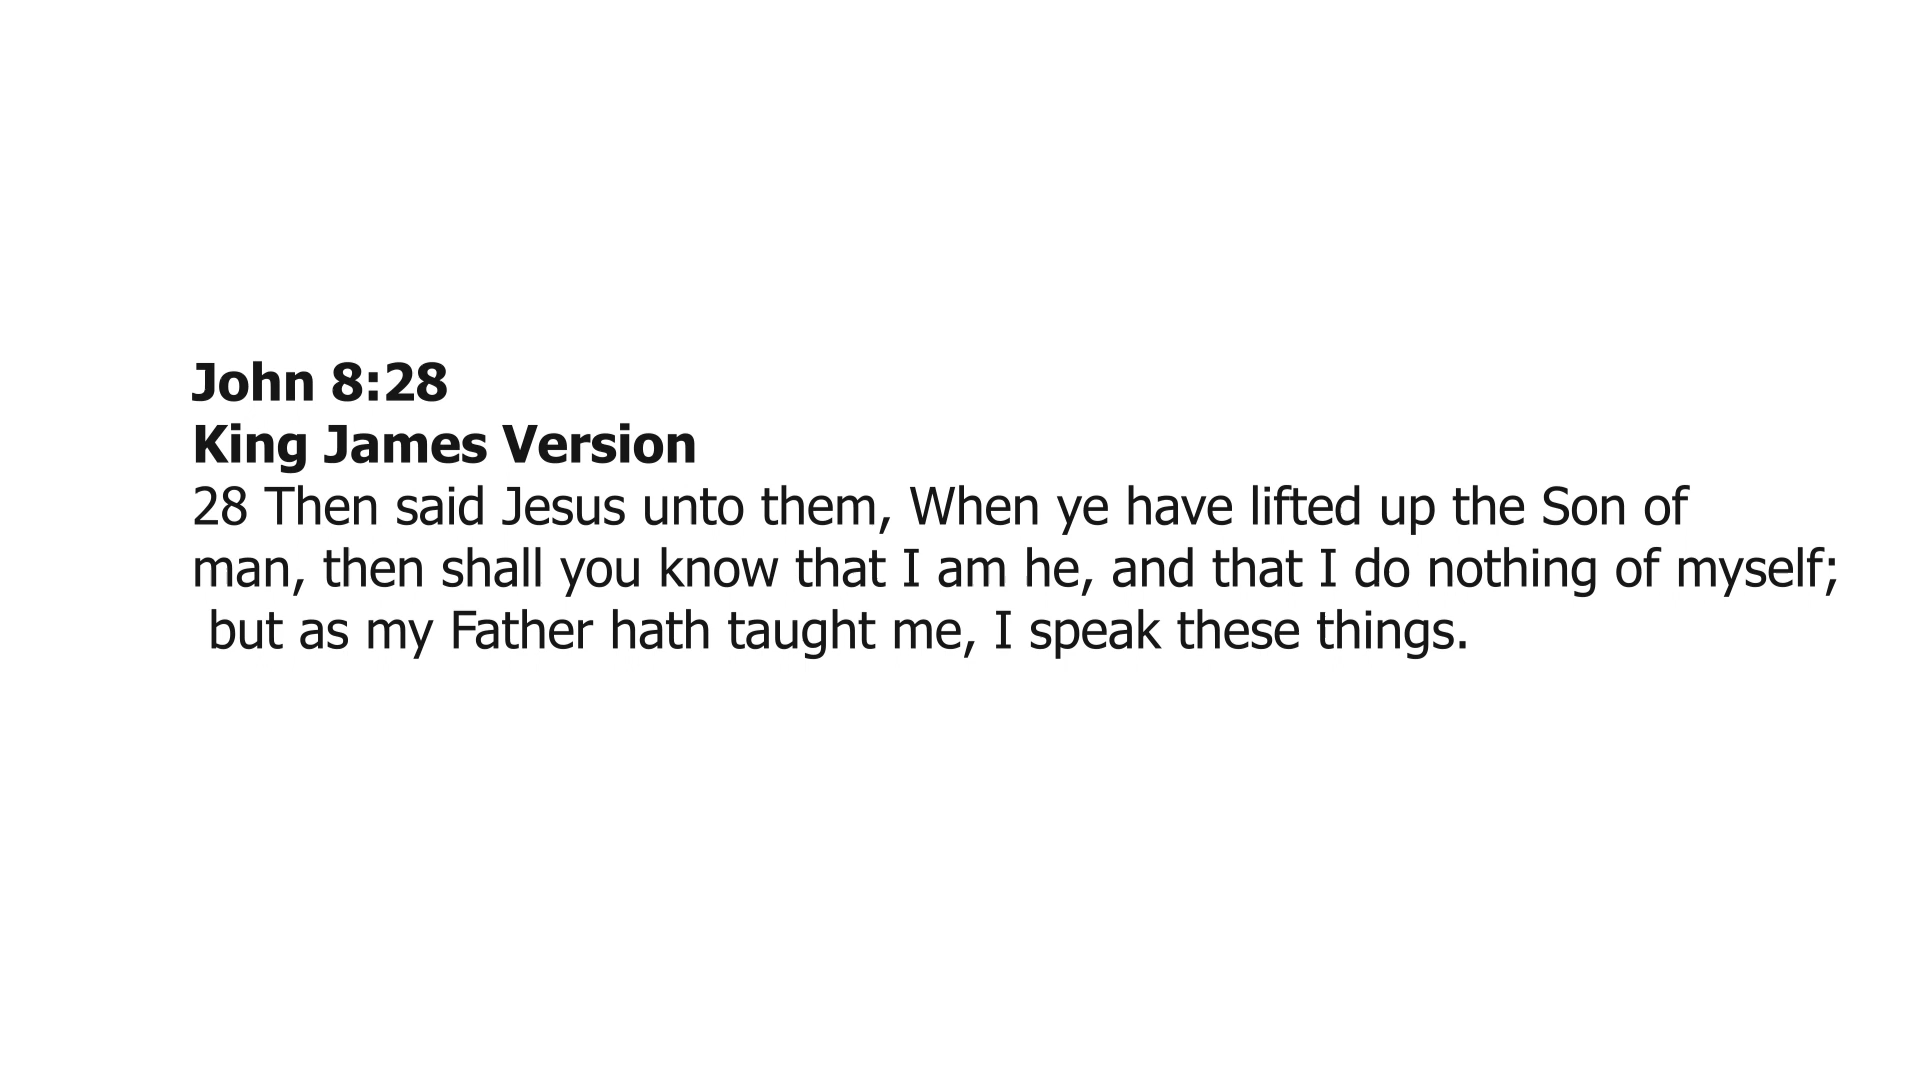 John 8:28
King James Version
28 Then said Jesus unto them, When ye have lifted up the Son of
man, then shall you know that I am he, and that I do nothing of myself;
but as my Father hath taught me, I speak these things.